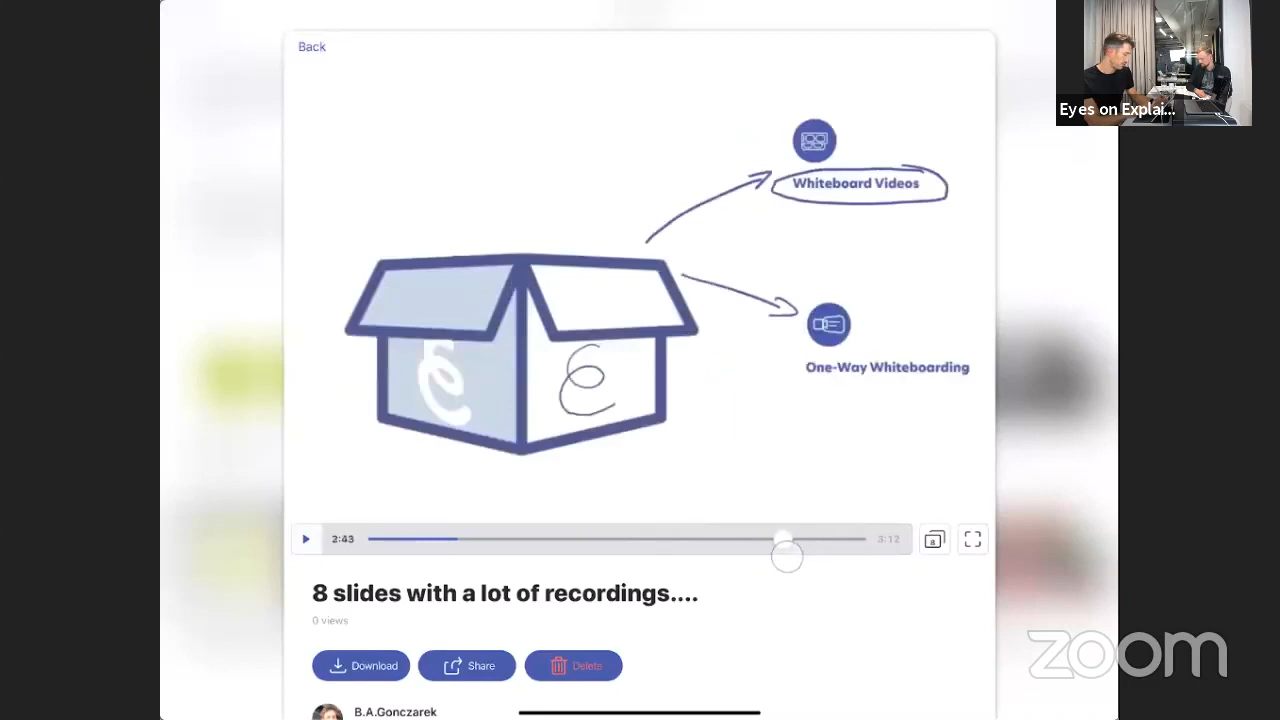 Back
Eyes on Explai...
Whiteboard Videos
One-Way Whiteboarding
2:43
3:12
a
8 slides with a lot of recordings....
0 views
Download
Share
Delete
B.A.Gonczarek
zoom